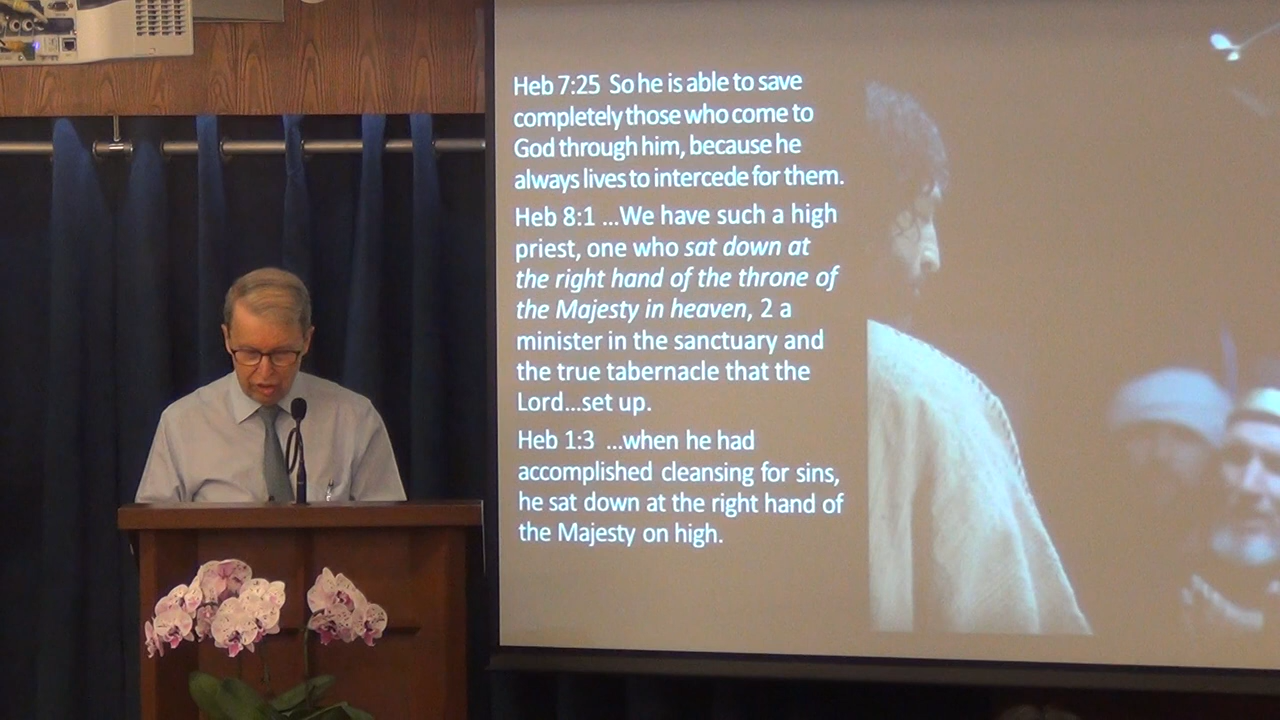 Heb 7:25 So he is able to save
completely those who come to
God through him, because he
always lives to intercede for them.
Heb 8:1 ...We have such a high
priest, one who sat down at
the right hand of the throne of
the Majesty in heaven, 2 a
minister in the sanctuary and
the true tabernacle that the
Lord...set up.
Heb 1:3 ...when he had
accomplished cleansing for sins,
he sat down at the right hand of
the Majesty on high.